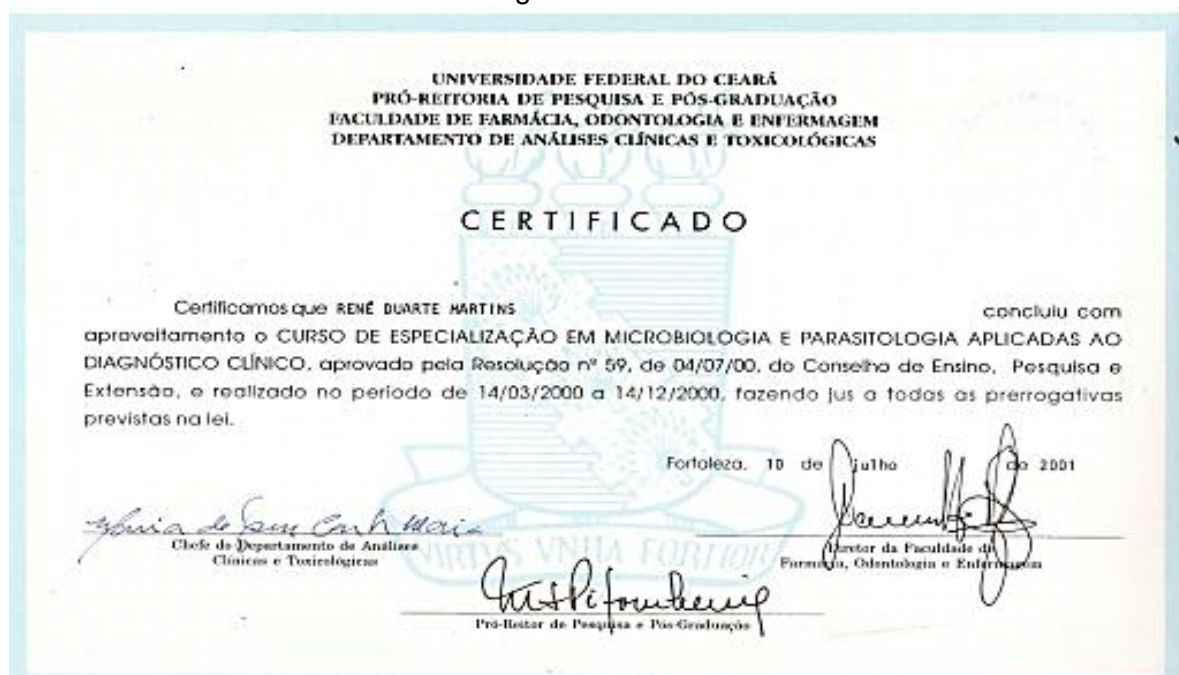 UNIVERSIDADE FEDERAL DO CEARÁ
PRÓ-REITORIA DE PESQUISA E PÓS-GRADUAÇÃO
FACULDADE DE FARMÁCIA, ODONTOLOGIA E ENFERMAGEM
DEPARTAMENTO DE ANÁLISES CLÍNICAS E TOXICOLÓGICAS
CERTIFICADO
Certificamos que RENÉ DUARTE MARTINS concluiu com
aproveitamento o CURSO DE ESPECIALIZAÇÃO EM MICROBIOLOGIA E PARASITOLOGIA APLICADAS AO
DIAGNÓSTICO CLÍNICO, aprovado pela Resolução nº 59, de 04/07/00, do Conselho de Ensino, Pesquisa e
Extensão, e realizado no período de 14/03/2000 a 14/12/2000, fazendo jus a todas as prerrogativas
previstas na lei.
Fortaleza, 10 de julho de 2001
Maria de
Chefe do Departamento de Análises
Clínicas e Toxicológicas
Diretor da Faculdade de
Farmácia, Odontologia e Enfermagem
VIRTUS VNITA FORTIOR
Pró-Reitor de Pesquisa e Pós-Graduação